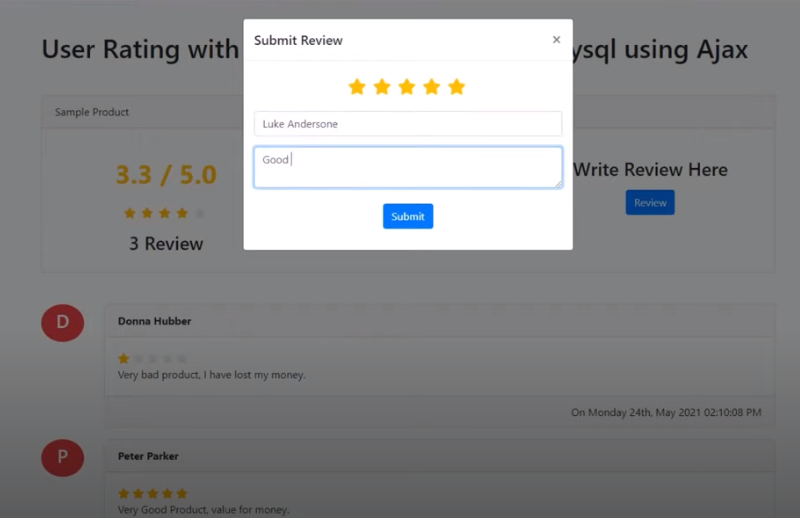 User Rating with
ysql using Ajax
Submit Review
×
Sample Product
Luke Andersone
Good
Submit
3.3 / 5.0
3 Review
Write Review Here
Review
D
Donna Hubber
Very bad product, I have lost my money.
On Monday 24th, May 2021 02:10:08 PM
P
Peter Parker
Very Good Product, value for money.